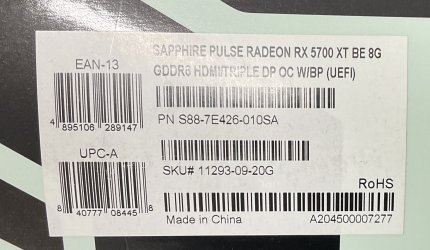 SAPPHIRE PULSE RADEON RX 5700 XT BE 8G
GDDR6 HDMI/TRIPLE DP OC W/BP (UEFI)
EAN-13
4 895106 289147
PN S88-7E426-010SA
UPC-A
8 40777 08445 8
SKU# 11293-09-20G
RoHS
Made in China
A204500007277